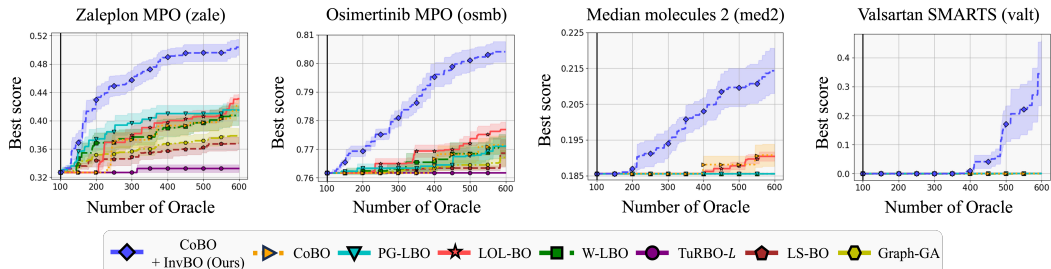 Zaleplon MPO (zale)
Best score
0.52
0.48
0.44
0.40
0.36
0.32
100 200 300 400 500 600
Number of Oracle
Osimertinib MPO (osmb)
Best score
0.81
0.80
0.79
0.78
0.77
0.76
100 200 300 400 500 600
Number of Oracle
Median molecules 2 (med2)
Best score
0.225
0.215
0.205
0.195
0.185
100 200 300 400 500 600
Number of Oracle
Valsartan SMARTS (valt)
Best score
0.4
0.3
0.2
0.1
0.0
100 200 300 400 500 600
Number of Oracle
CoBO
+ InvBO (Ours)
CoBO
PG-LBO
LOL-BO
W-LBO
TuRBO-L
LS-BO
Graph-GA